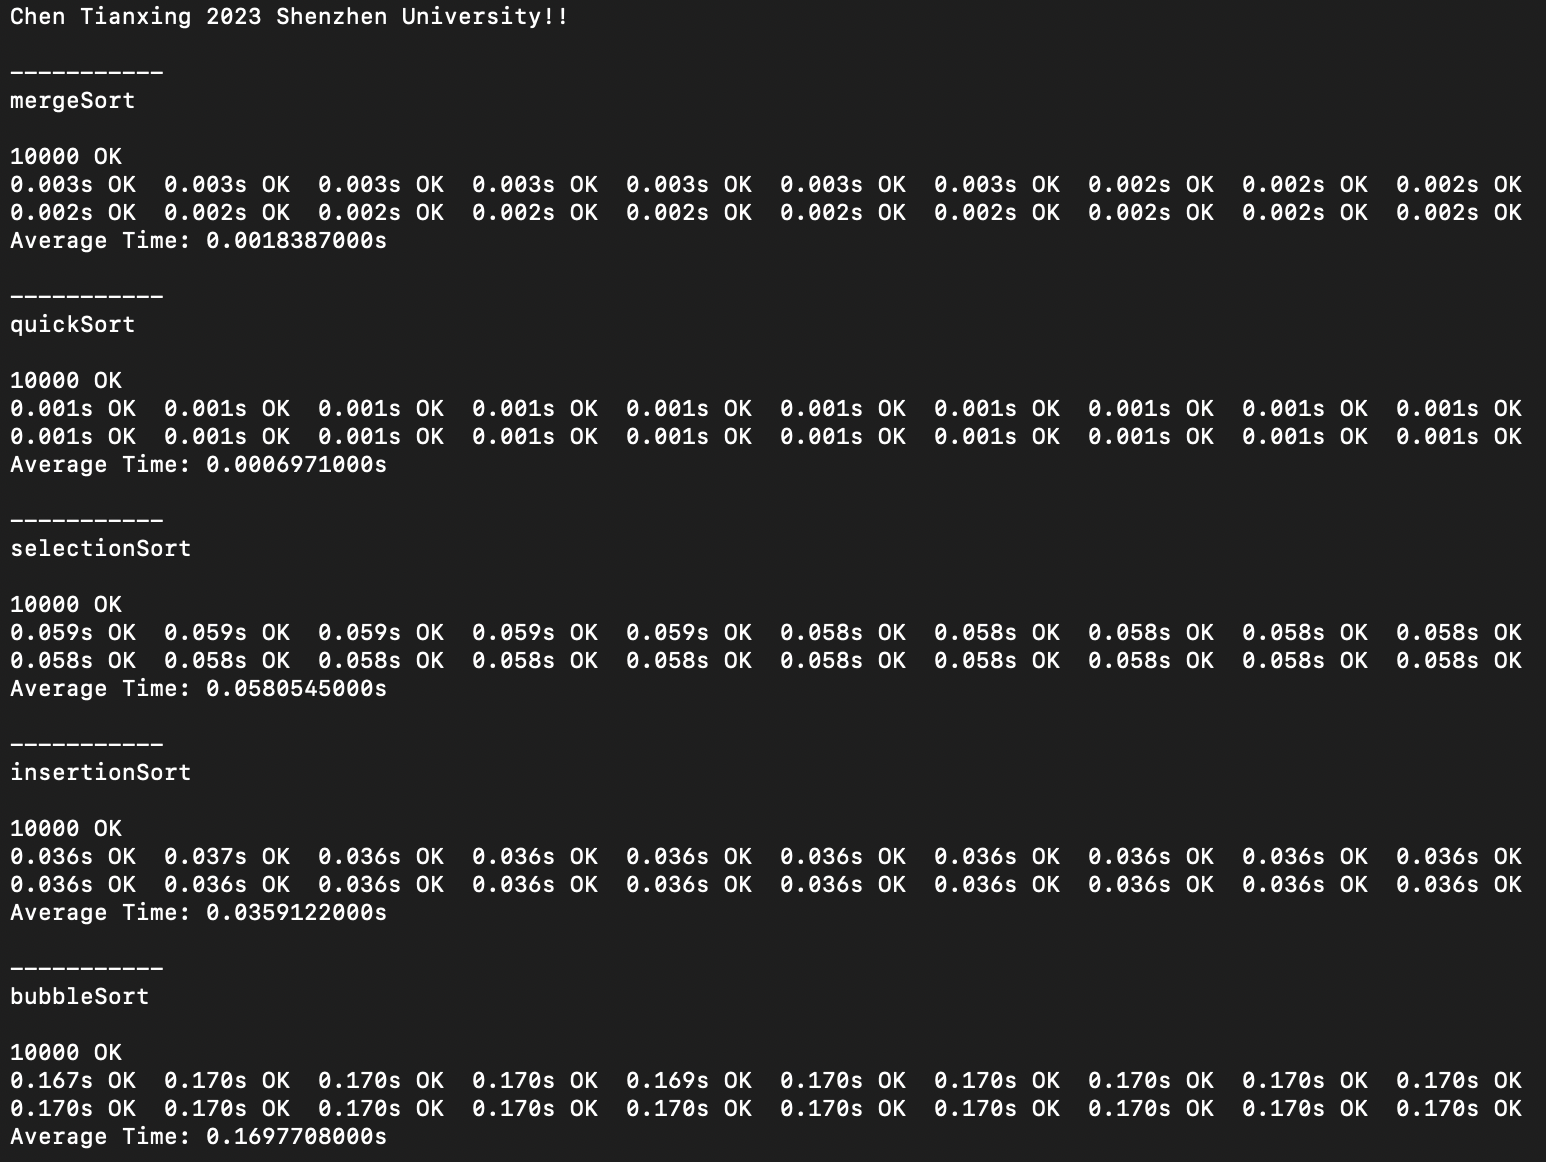 Chen Tianxing 2023 Shenzhen University!!
-----------
mergeSort
10000 OK
0.003s OK  0.003s OK  0.003s OK  0.003s OK  0.003s OK  0.003s OK  0.003s OK  0.002s OK  0.002s OK  0.002s OK
0.002s OK  0.002s OK  0.002s OK  0.002s OK  0.002s OK  0.002s OK  0.002s OK  0.002s OK  0.002s OK  0.002s OK
Average Time: 0.0018387000s
-----------
quickSort
10000 OK
0.001s OK  0.001s OK  0.001s OK  0.001s OK  0.001s OK  0.001s OK  0.001s OK  0.001s OK  0.001s OK  0.001s OK
0.001s OK  0.001s OK  0.001s OK  0.001s OK  0.001s OK  0.001s OK  0.001s OK  0.001s OK  0.001s OK  0.001s OK
Average Time: 0.0006971000s
-----------
selectionSort
10000 OK
0.059s OK  0.059s OK  0.059s OK  0.059s OK  0.059s OK  0.058s OK  0.058s OK  0.058s OK  0.058s OK  0.058s OK
0.058s OK  0.058s OK  0.058s OK  0.058s OK  0.058s OK  0.058s OK  0.058s OK  0.058s OK  0.058s OK  0.058s OK
Average Time: 0.0580545000s
-----------
insertionSort
10000 OK
0.036s OK  0.037s OK  0.036s OK  0.036s OK  0.036s OK  0.036s OK  0.036s OK  0.036s OK  0.036s OK  0.036s OK
0.036s OK  0.036s OK  0.036s OK  0.036s OK  0.036s OK  0.036s OK  0.036s OK  0.036s OK  0.036s OK  0.036s OK
Average Time: 0.0359122000s
-----------
bubbleSort
10000 OK
0.167s OK  0.170s OK  0.170s OK  0.170s OK  0.169s OK  0.170s OK  0.170s OK  0.170s OK  0.170s OK  0.170s OK
0.170s OK  0.170s OK  0.170s OK  0.170s OK  0.170s OK  0.170s OK  0.170s OK  0.170s OK  0.170s OK  0.170s OK
Average Time: 0.1697708000s